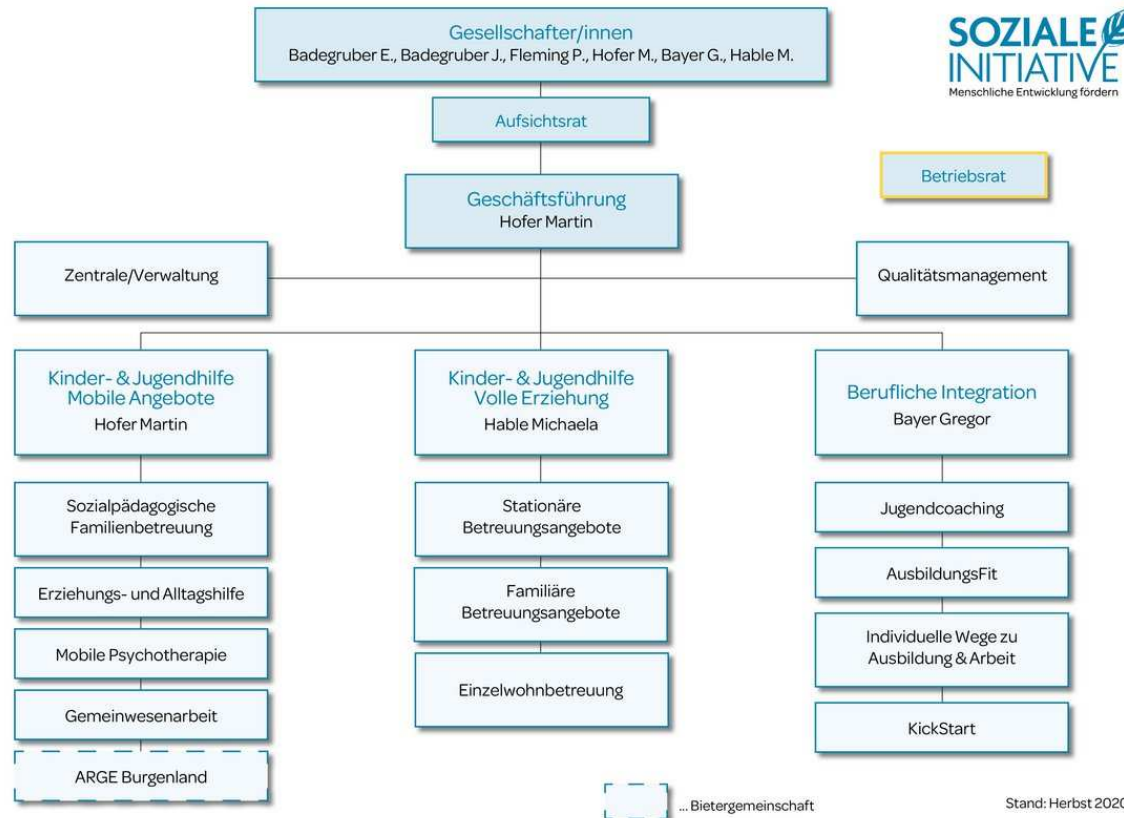 Gesellschafter/innen
Badegruber E., Badegruber J., Fleming P., Hofer M., Bayer G., Hable M.
SOZIALE
INITIATIVE
Menschliche Entwicklung fördern
Aufsichtsrat
Betriebsrat
Geschäftsführung
Hofer Martin
Zentrale/Verwaltung
Qualitätsmanagement
Kinder- & Jugendhilfe
Mobile Angebote
Hofer Martin
Sozialpädagogische
Familienbetreuung
Erziehungs- und Alltagshilfe
Mobile Psychotherapie
Gemeinwesenarbeit
ARGE Burgenland
Kinder- & Jugendhilfe
Volle Erziehung
Hable Michaela
Stationäre
Betreuungsangebote
Familiäre
Betreuungsangebote
Einzelwohnbetreuung
Berufliche Integration
Bayer Gregor
Jugendcoaching
AusbildungsFit
Individuelle Wege zu
Ausbildung & Arbeit
KickStart
... Bietergemeinschaft
Stand: Herbst 2020